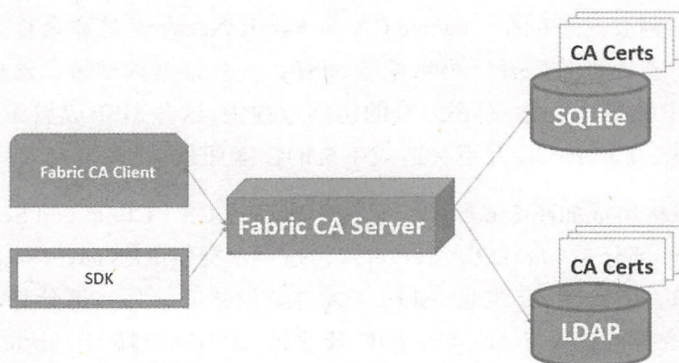 CA Certs
SQLite
Fabric CA Client
Fabric CA Server
SDK
CA Certs
LDAP